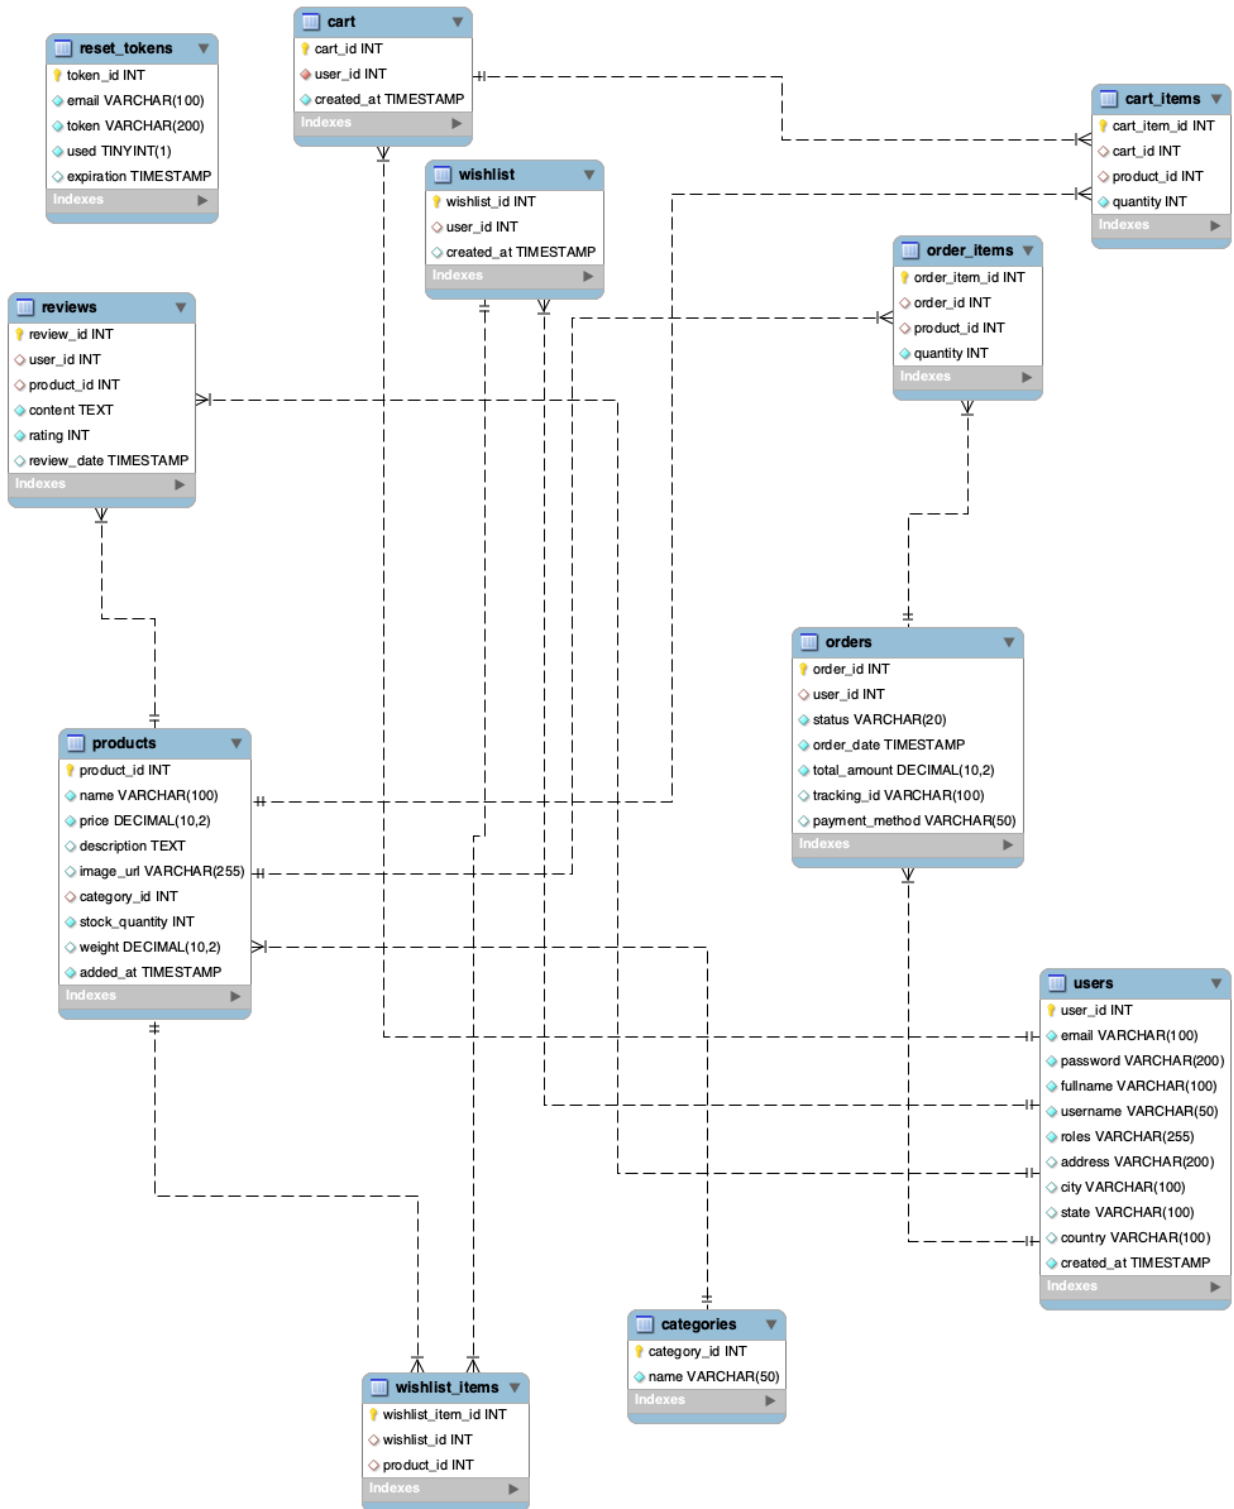 reset_tokens
token_id INT
email VARCHAR(100)
token VARCHAR(200)
used TINYINT(1)
expiration TIMESTAMP
Indexes
cart
cart_id INT
user_id INT
created_at TIMESTAMP
Indexes
cart_items
cart_item_id INT
cart_id INT
product_id INT
quantity INT
Indexes
wishlist
wishlist_id INT
user_id INT
created_at TIMESTAMP
Indexes
order_items
order_item_id INT
order_id INT
product_id INT
quantity INT
Indexes
reviews
review_id INT
user_id INT
product_id INT
content TEXT
rating INT
review_date TIMESTAMP
Indexes
orders
order_id INT
user_id INT
status VARCHAR(20)
order_date TIMESTAMP
total_amount DECIMAL(10,2)
tracking_id VARCHAR(100)
payment_method VARCHAR(50)
Indexes
products
product_id INT
name VARCHAR(100)
price DECIMAL(10,2)
description TEXT
image_url VARCHAR(255)
category_id INT
stock_quantity INT
weight DECIMAL(10,2)
added_at TIMESTAMP
Indexes
users
user_id INT
email VARCHAR(100)
password VARCHAR(200)
fullname VARCHAR(100)
username VARCHAR(50)
roles VARCHAR(255)
address VARCHAR(200)
city VARCHAR(100)
state VARCHAR(100)
country VARCHAR(100)
created_at TIMESTAMP
Indexes
categories
category_id INT
name VARCHAR(50)
Indexes
wishlist_items
wishlist_item_id INT
wishlist_id INT
product_id INT
Indexes